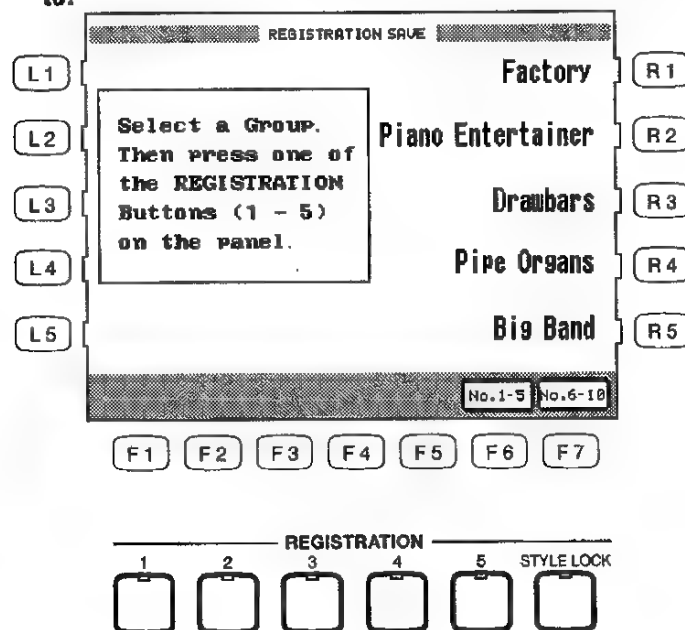 to.
REGISTRATION SAVE
L1
Factory
R1
L2
Select a Group.
Then press one of
the REGISTRATION
Buttons (1 - 5)
on the panel.
Piano Entertainer
R2
L3
Drawbars
R3
L4
Pipe Organs
R4
L5
Big Band
R5
No.1-5 No.6-10
F1 F2 F3 F4 F5 F6 F7
REGISTRATION
1 2 3 4 5 STYLE LOCK